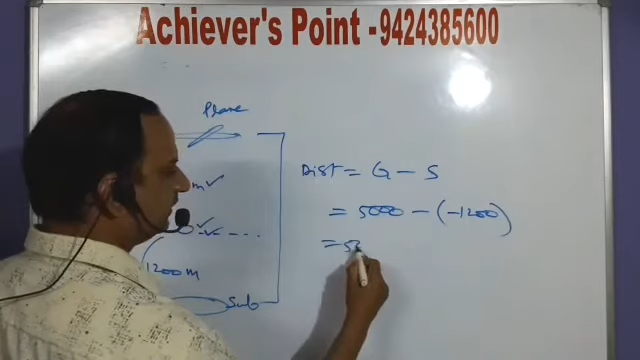 Achiever's Point -9424385600
Plane
m✓
Dist = G - S
= 5000 - (-1200)
1200m
Sub